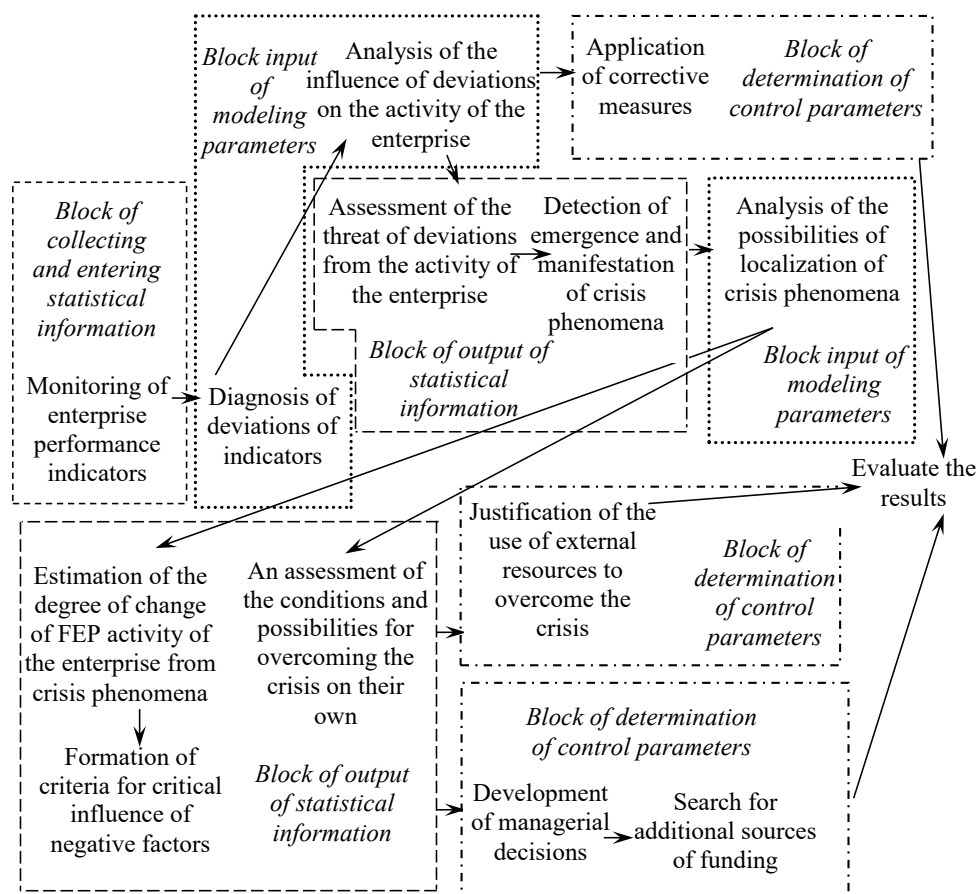 Block input
of
modeling
parameters
Analysis of the
influence of deviations
on the activity of the
enterprise
Application
of corrective
measures
Block of
determination of
control parameters
Block of
collecting
and entering
statistical
information
Monitoring of
enterprise
performance
indicators
Diagnosis of
deviations of
indicators
Assessment of the
threat of deviations
from the activity of
the enterprise
Detection of
emergence and
manifestation
of crisis
phenomena
Block of output of
statistical
information
Analysis of the
possibilities of
localization of
crisis phenomena
Block input of
modeling
parameters
Evaluate the
results
Estimation of the
degree of change
of FEP activity of
the enterprise from
crisis phenomena
Formation of
criteria for critical
influence of
negative factors
An assessment of
the conditions and
possibilities for
overcoming the
crisis on their
own
Block of output
of statistical
information
Justification of the
use of external
resources to
overcome the
crisis
Block of
determination
of control
parameters
Block of determination
of control parameters
Development
of managerial
decisions
Search for
additional sources
of funding